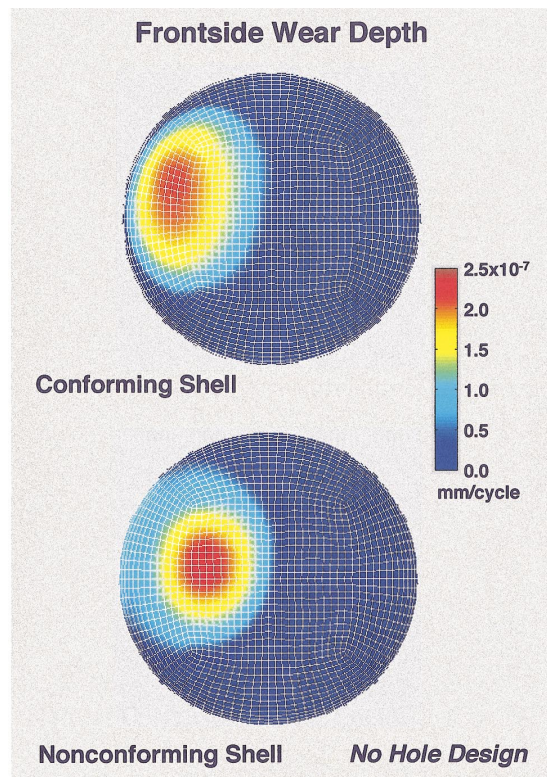 Frontside Wear Depth
2.5x10⁻⁷
2.0
1.5
1.0
0.5
0.0
mm/cycle
Conforming Shell
Nonconforming Shell
No Hole Design